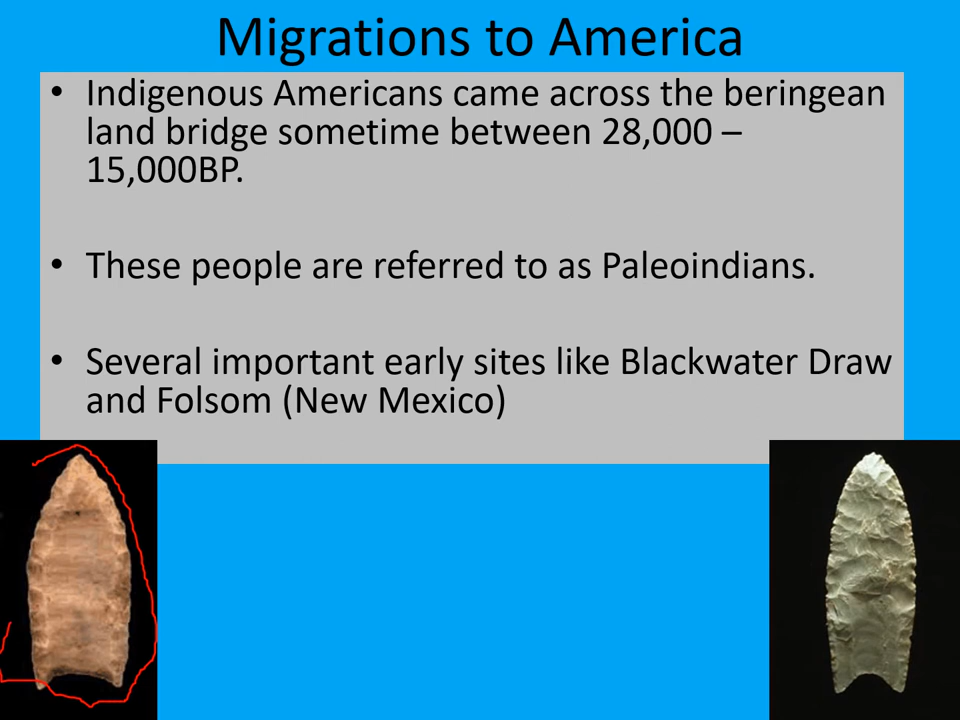 Migrations to America
• Indigenous Americans came across the beringean
land bridge sometime between 28,000 –
15,000BP.
• These people are referred to as Paleoindians.
• Several important early sites like Blackwater Draw
and Folsom (New Mexico)